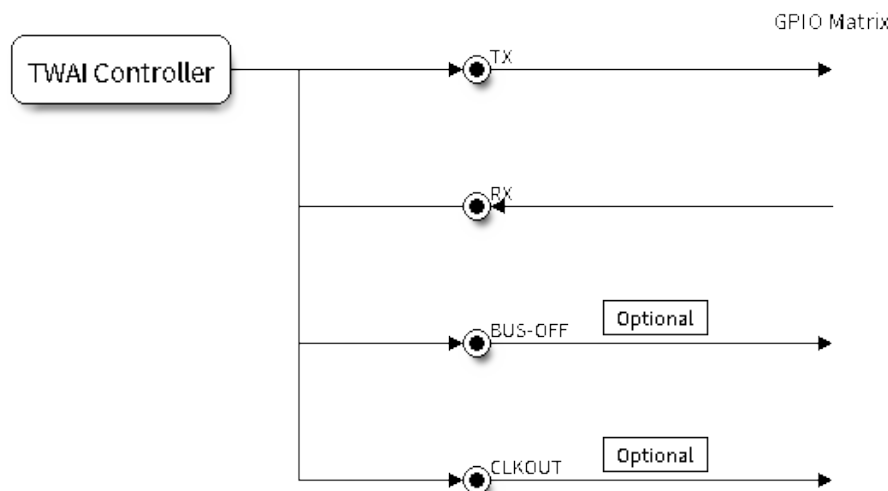 GPIO Matrix
TWAI Controller
TX
RX
BUS-OFF
Optional
CLKOUT
Optional